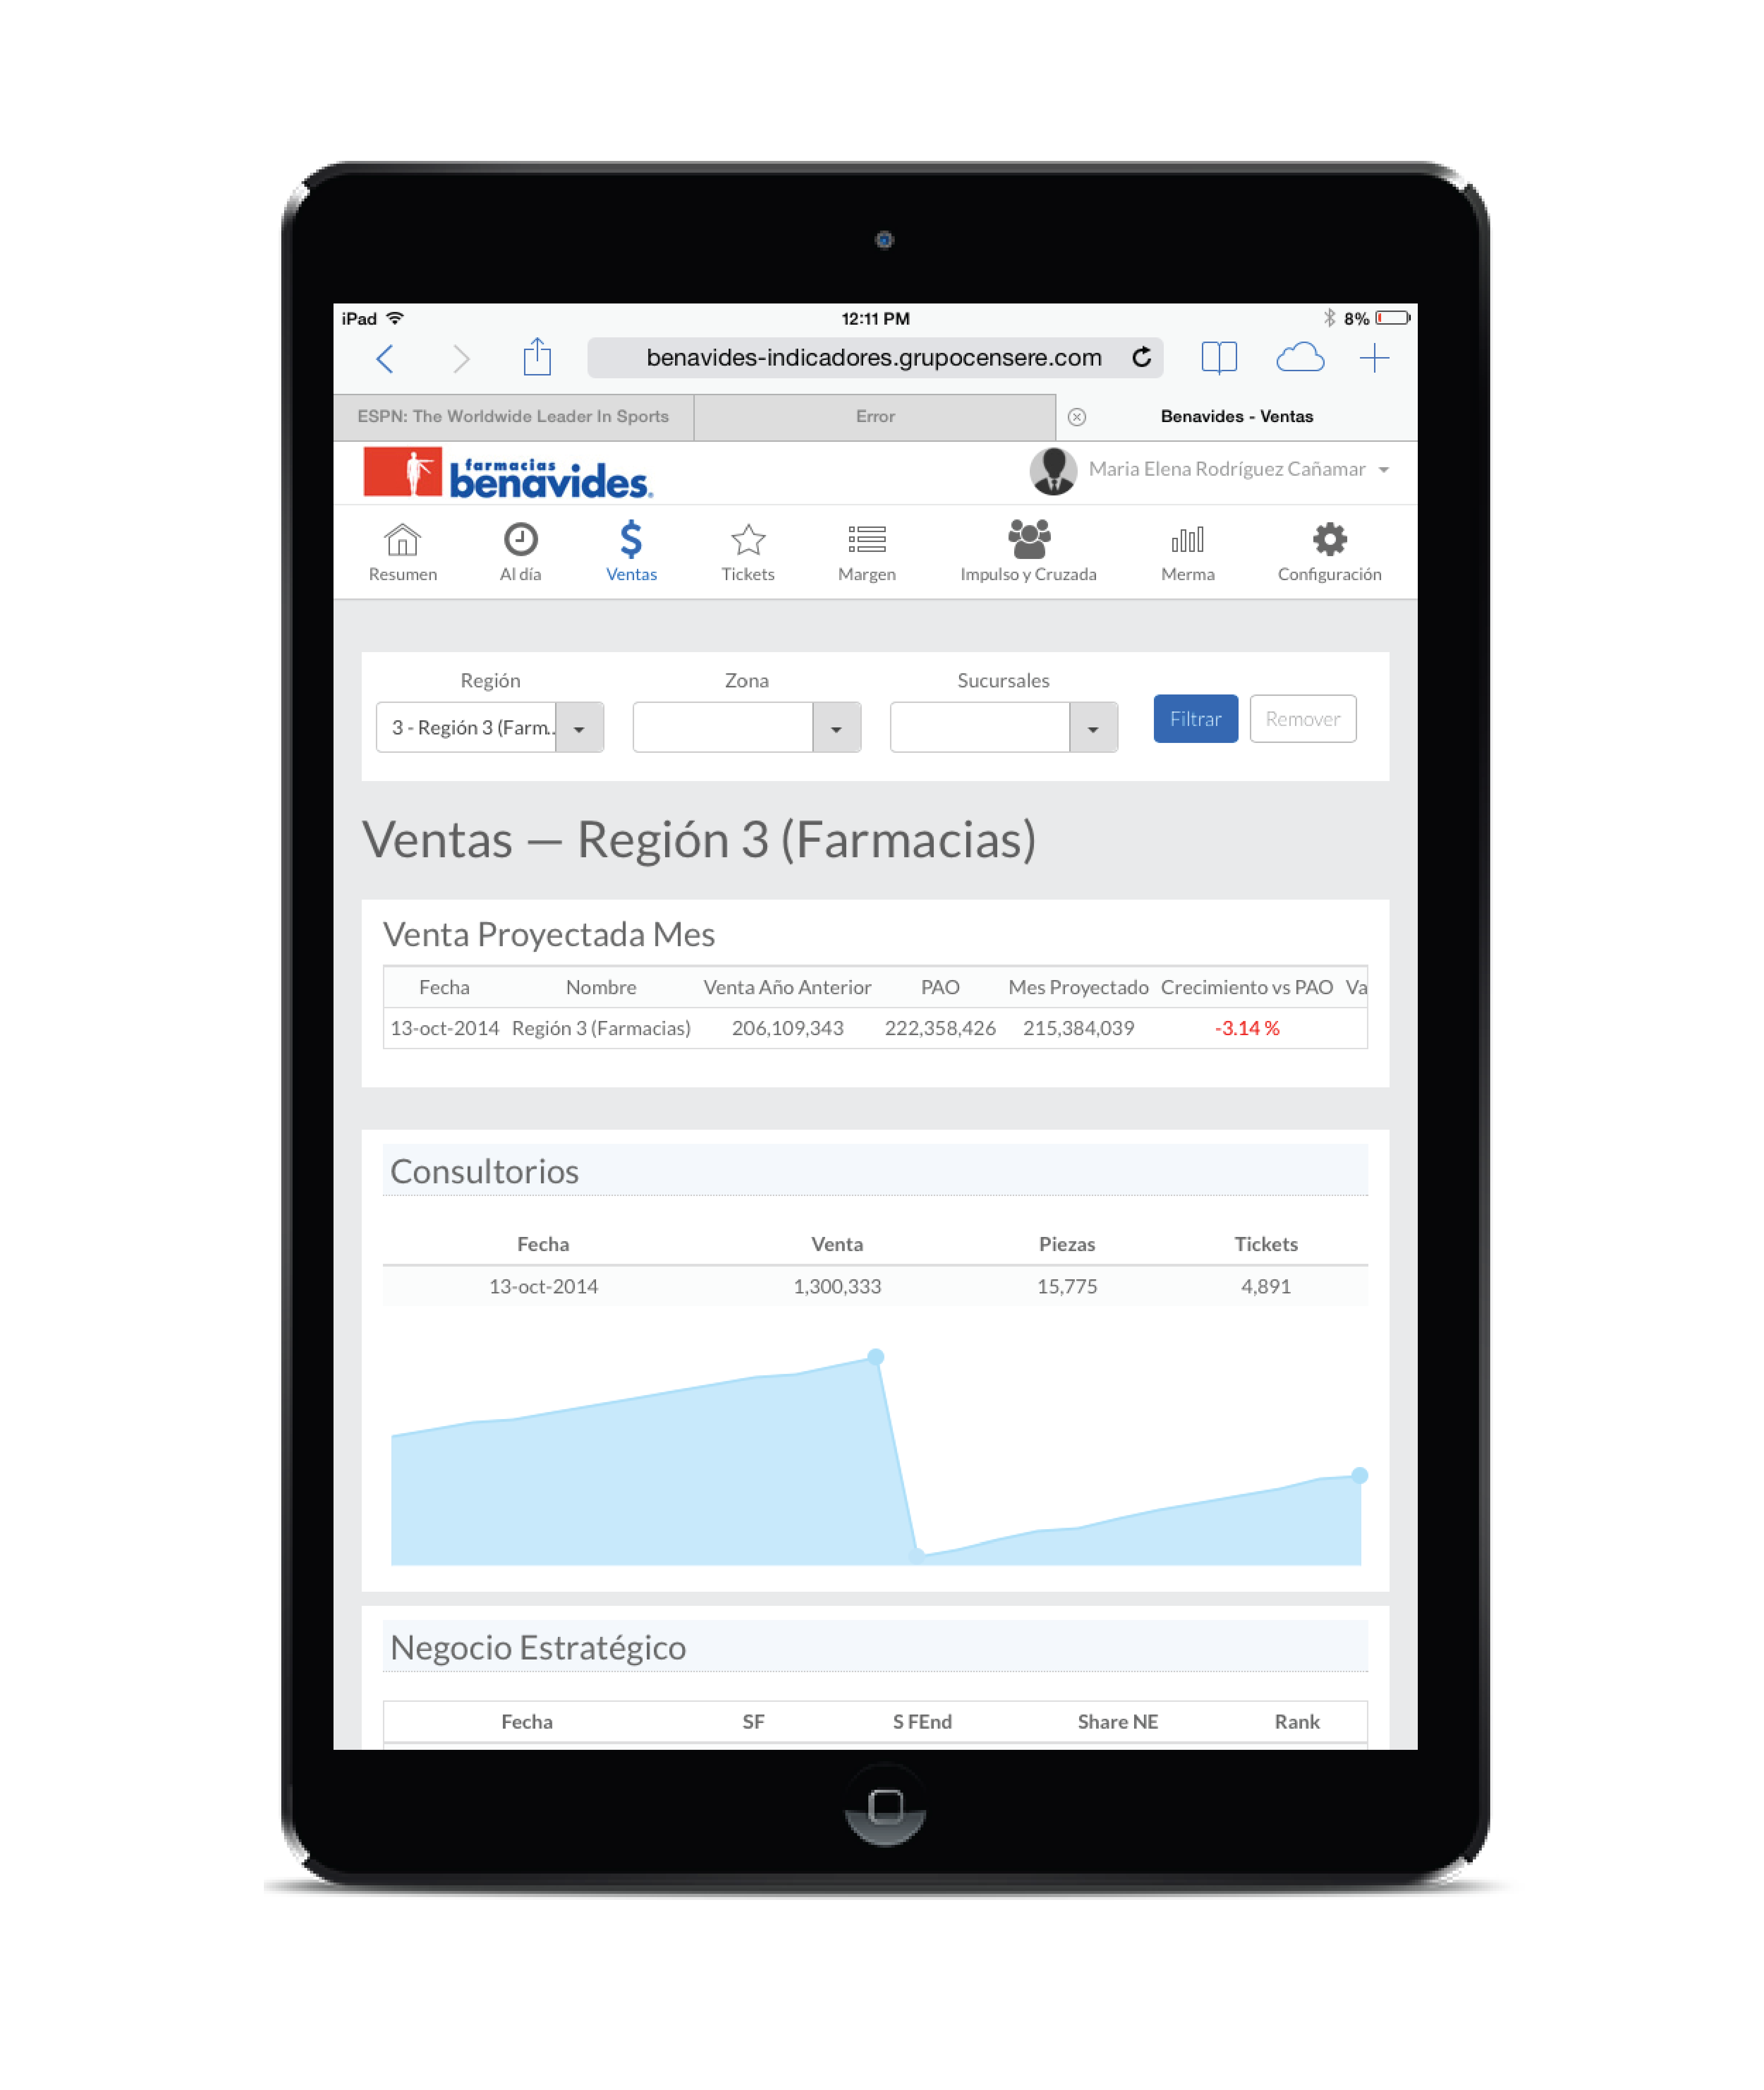 iPad 12:11 PM 8%
benavides-indicadores.grupocensere.com
ESPN: The Worldwide Leader In Sports Error Benavides - Ventas
farmacias
benavides
Maria Elena Rodríguez Cañamar
Resumen Al día Ventas Tickets Margen Impulso y Cruzada Merma Configuración
Región Zona Sucursales
3 - Región 3 (Farm.. Filtrar Remover
Ventas — Región 3 (Farmacias)
Venta Proyectada Mes
Fecha Nombre Venta Año Anterior PAO Mes Proyectado Crecimiento vs PAO Va
13-oct-2014 Región 3 (Farmacias) 206,109,343 222,358,426 215,384,039 -3.14 %
Consultorios
Fecha Venta Piezas Tickets
13-oct-2014 1,300,333 15,775 4,891
Negocio Estratégico
Fecha SF S FEnd Share NE Rank